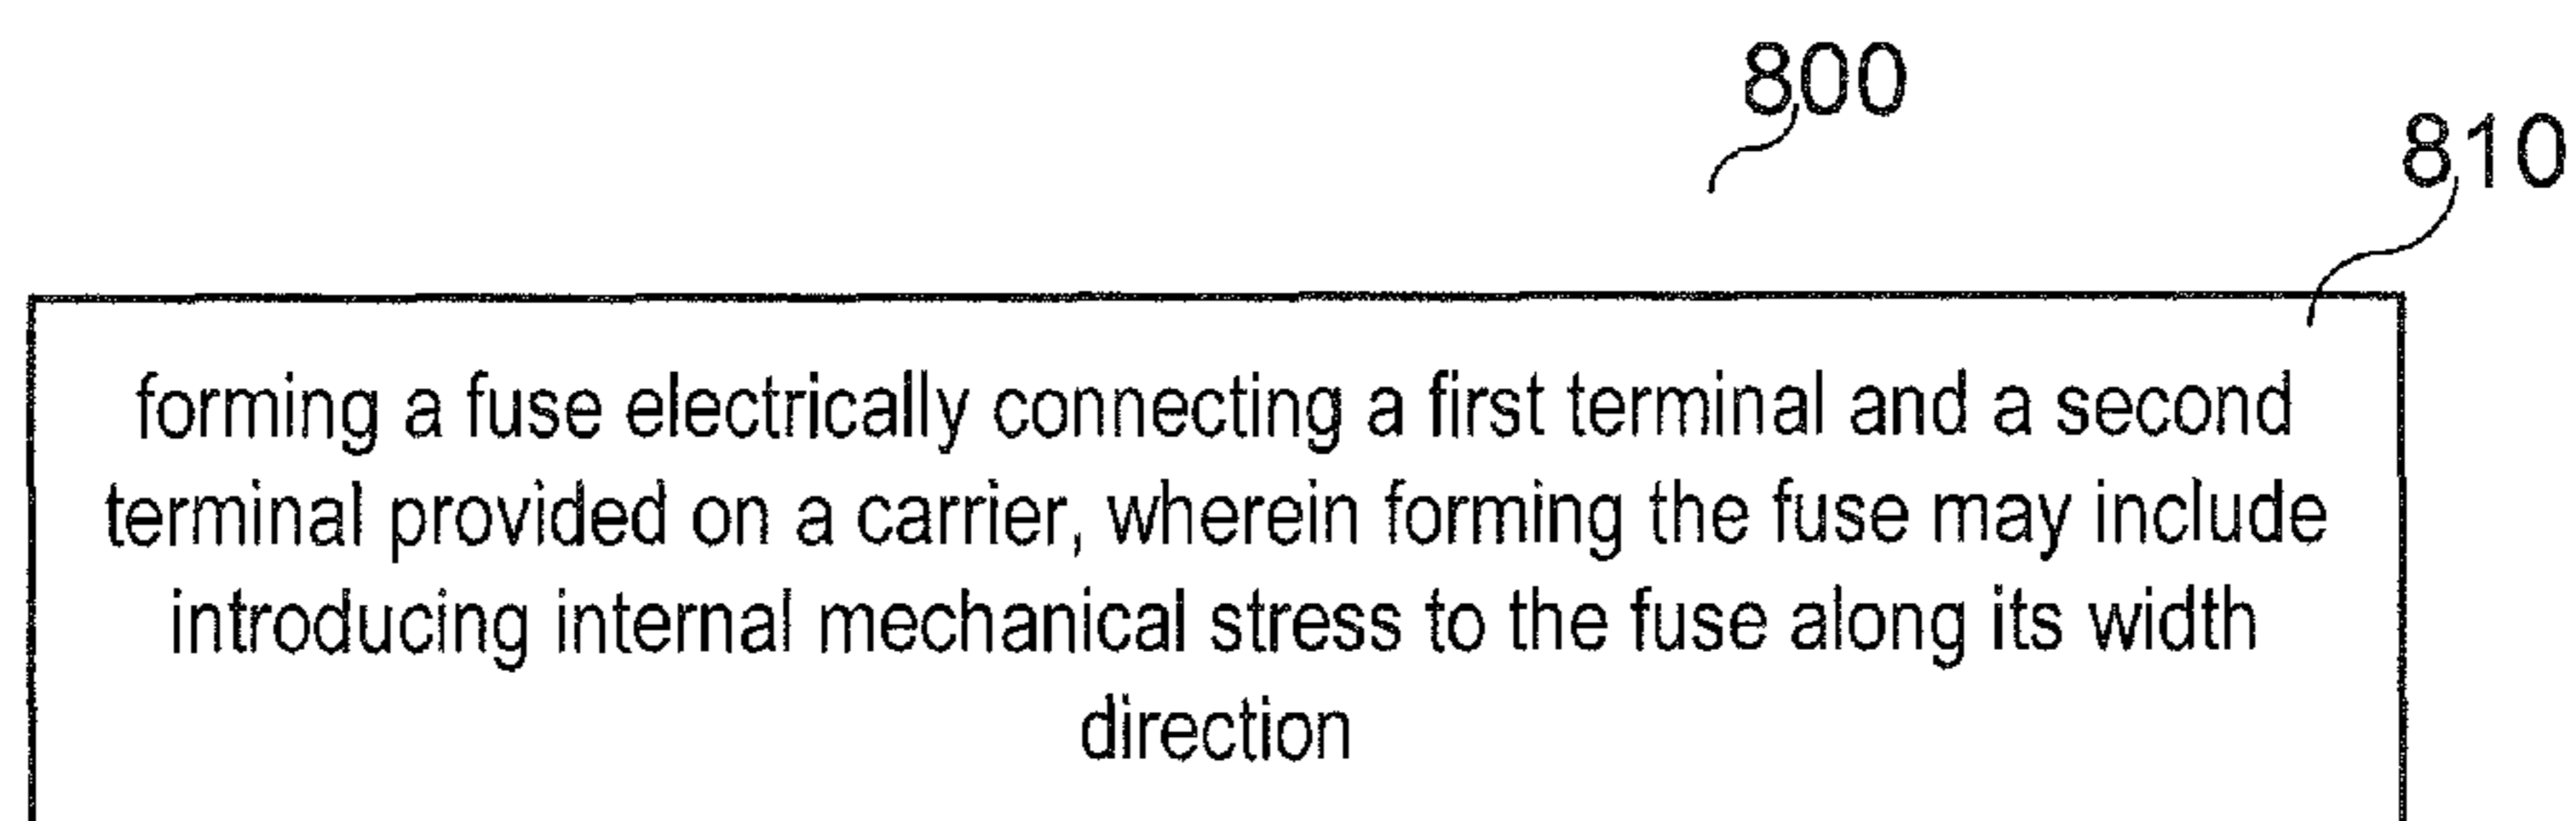 800
810
forming a fuse electrically connecting a first terminal and a second
terminal provided on a carrier, wherein forming the fuse may include
introducing internal mechanical stress to the fuse along its width
direction